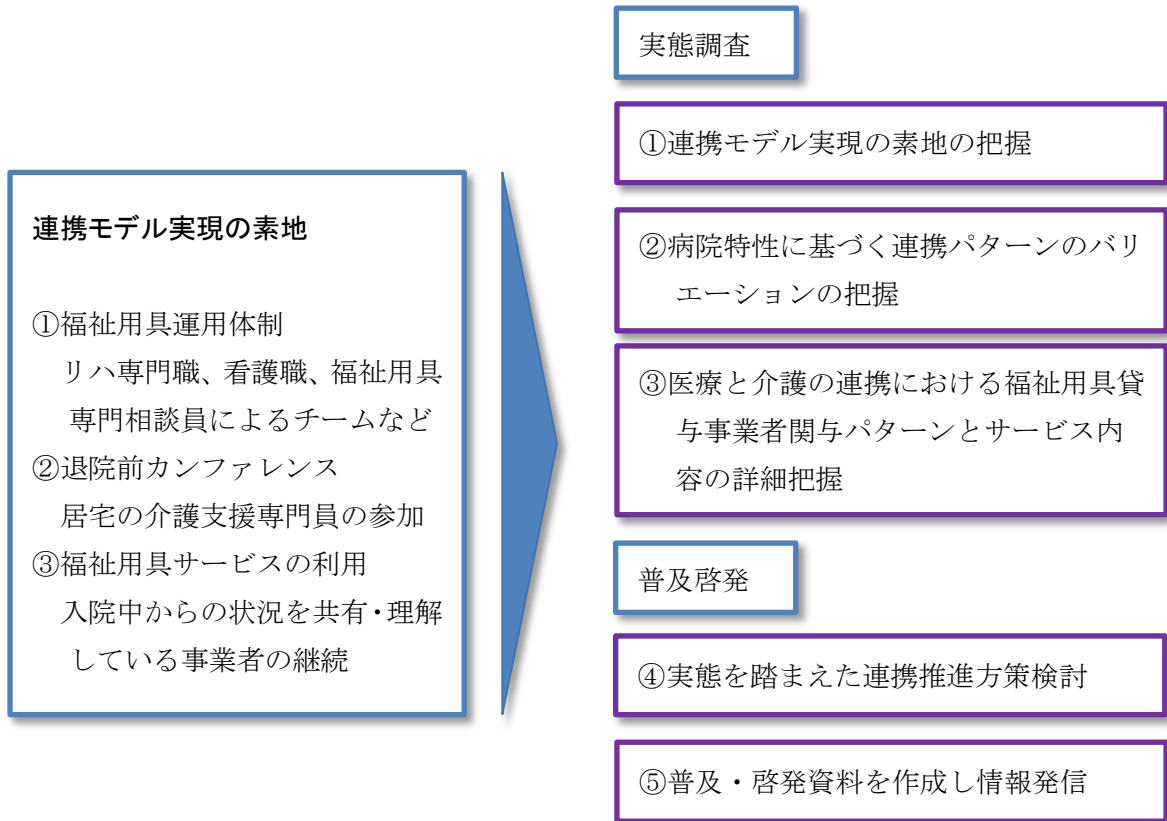 連携モデル実現の素地
①福祉用具運用体制
リハ専門職、看護職、福祉用具
専門相談員によるチームなど
②退院前カンファレンス
居宅の介護支援専門員の参加
③福祉用具サービスの利用
入院中からの状況を共有・理解
している事業者の継続
実態調査
①連携モデル実現の素地の把握
②病院特性に基づく連携パターンのバリ
エーションの把握
③医療と介護の連携における福祉用具貸
与事業者関与パターンとサービス内
容の詳細把握
普及啓発
④実態を踏まえた連携推進方策検討
⑤普及・啓発資料を作成し情報発信